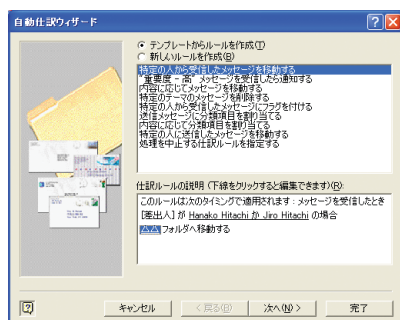 自動仕訳ウィザード
テンプレートからルールを作成(T)
新しいルールを作成(B)
特定の人から受信したメッセージを移動する
"重要度 - 高" メッセージを受信したら通知する
内容に応じてメッセージを移動する
特定のテーマのメッセージを削除する
特定の人から受信したメッセージにフラグを付ける
送信メッセージに分類項目を割り当てる
内容に応じて分類項目を割り当てる
特定の人に送信したメッセージを移動する
処理を中止する仕訳ルールを指定する
仕訳ルールの説明 (下線をクリックすると編集できます)(R):
このルールは次のタイミングで適用されます : メッセージを受信したとき
[差出人] が Hanako Hitachi か Jiro Hitachi の場合
△△ フォルダへ移動する
キャンセル
< 戻る(B)
次へ(N) >
完了